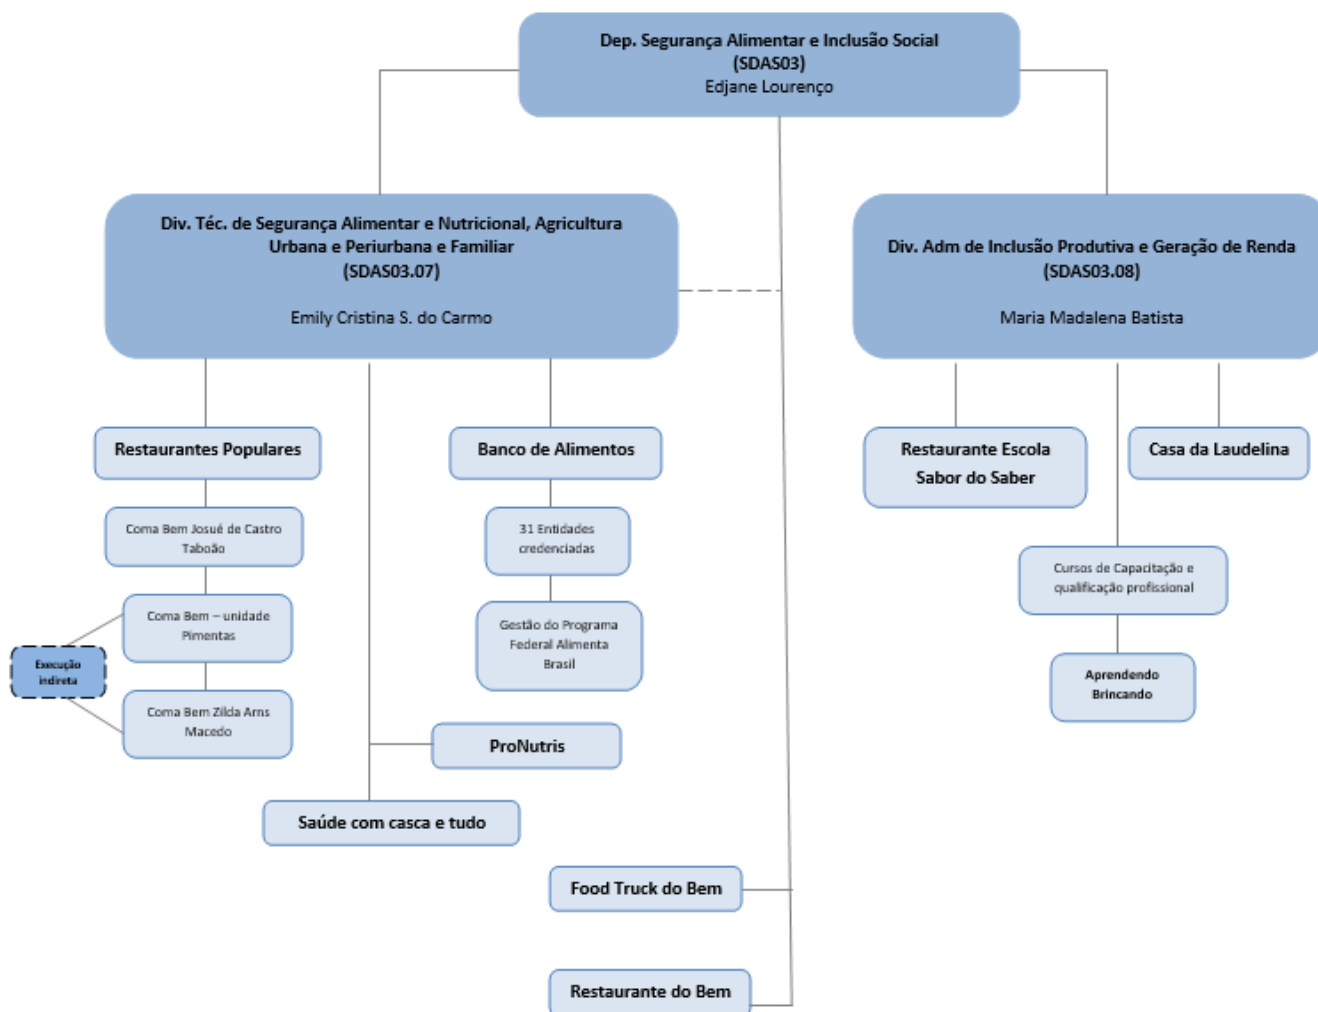 Dep. Segurança Alimentar e Inclusão Social
(SDAS03)
Edjane Lourenço
Div. Téc. de Segurança Alimentar e Nutricional, Agricultura
Urbana e Periurbana e Familiar
(SDAS03.07)
Emily Cristina S. do Carmo
Div. Adm de Inclusão Produtiva e Geração de Renda
(SDAS03.08)
Maria Madalena Batista
Restaurantes Populares
Banco de Alimentos
Restaurante Escola
Sabor do Saber
Casa da Laudelina
Coma Bem Josué de Castro
Taboão
31 Entidades
credenciadas
Cursos de Capacitação e
qualificação profissional
Coma Bem – unidade
Pimentas
Gestão do Programa
Federal Alimenta
Brasil
Execução
indireta
Aprendendo
Brincando
Coma Bem Zilda Arns
Macedo
ProNutris
Saúde com casca e tudo
Food Truck do Bem
Restaurante do Bem